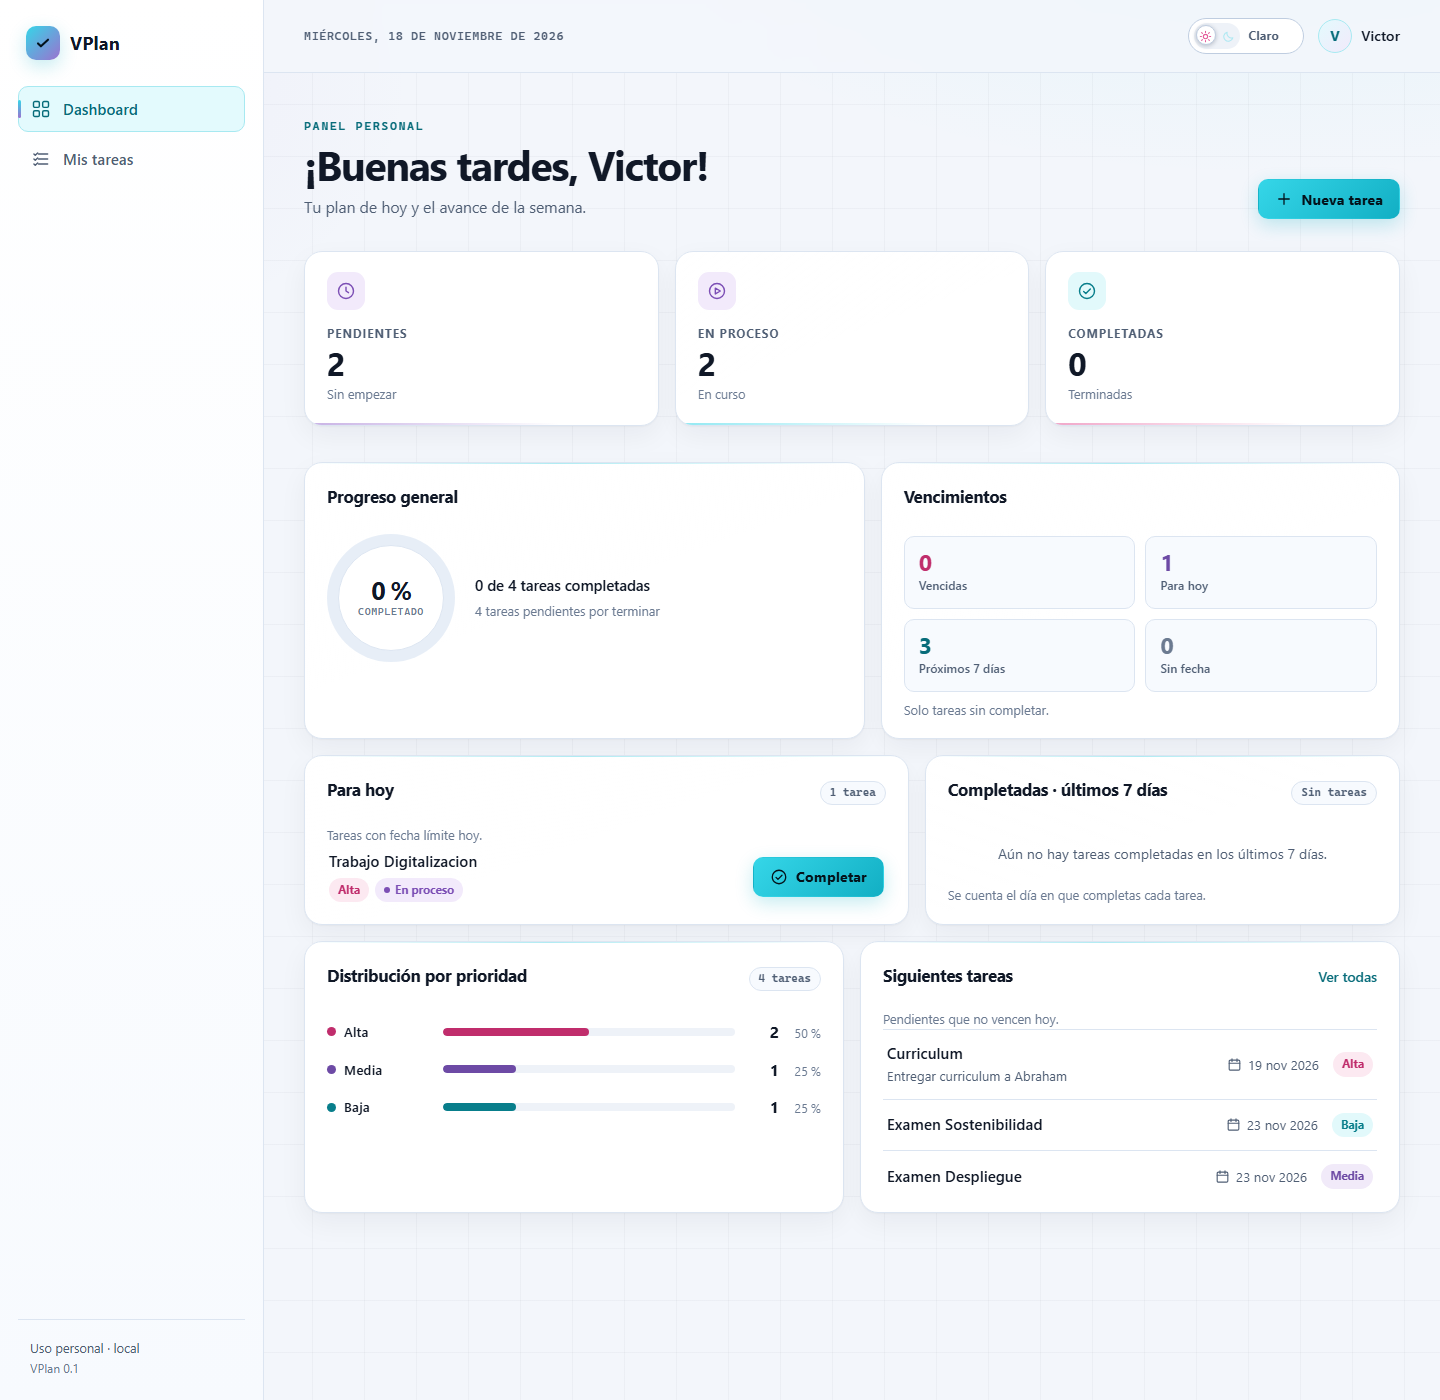 VPlan
Dashboard
Mis tareas
Uso personal · local
VPlan 0.1
MIÉRCOLES, 18 DE NOVIEMBRE DE 2026
Claro
V
Victor
PANEL PERSONAL
¡Buenas tardes, Victor!
Tu plan de hoy y el avance de la semana.
Nueva tarea
PENDIENTES
2
Sin empezar
EN PROCESO
2
En curso
COMPLETADAS
0
Terminadas
Progreso general
0 %
COMPLETADO
0 de 4 tareas completadas
4 tareas pendientes por terminar
Vencimientos
0
Vencidas
1
Para hoy
3
Próximos 7 días
0
Sin fecha
Solo tareas sin completar.
Para hoy
1 tarea
Tareas con fecha límite hoy.
Trabajo Digitalizacion
Alta
En proceso
Completar
Completadas · últimos 7 días
Sin tareas
Aún no hay tareas completadas en los últimos 7 días.
Se cuenta el día en que completas cada tarea.
Distribución por prioridad
4 tareas
Alta 2 50 %
Media 1 25 %
Baja 1 25 %
Siguientes tareas
Ver todas
Pendientes que no vencen hoy.
Curriculum
Entregar curriculum a Abraham
19 nov 2026
Alta
Examen Sostenibilidad
23 nov 2026
Baja
Examen Despliegue
23 nov 2026
Media